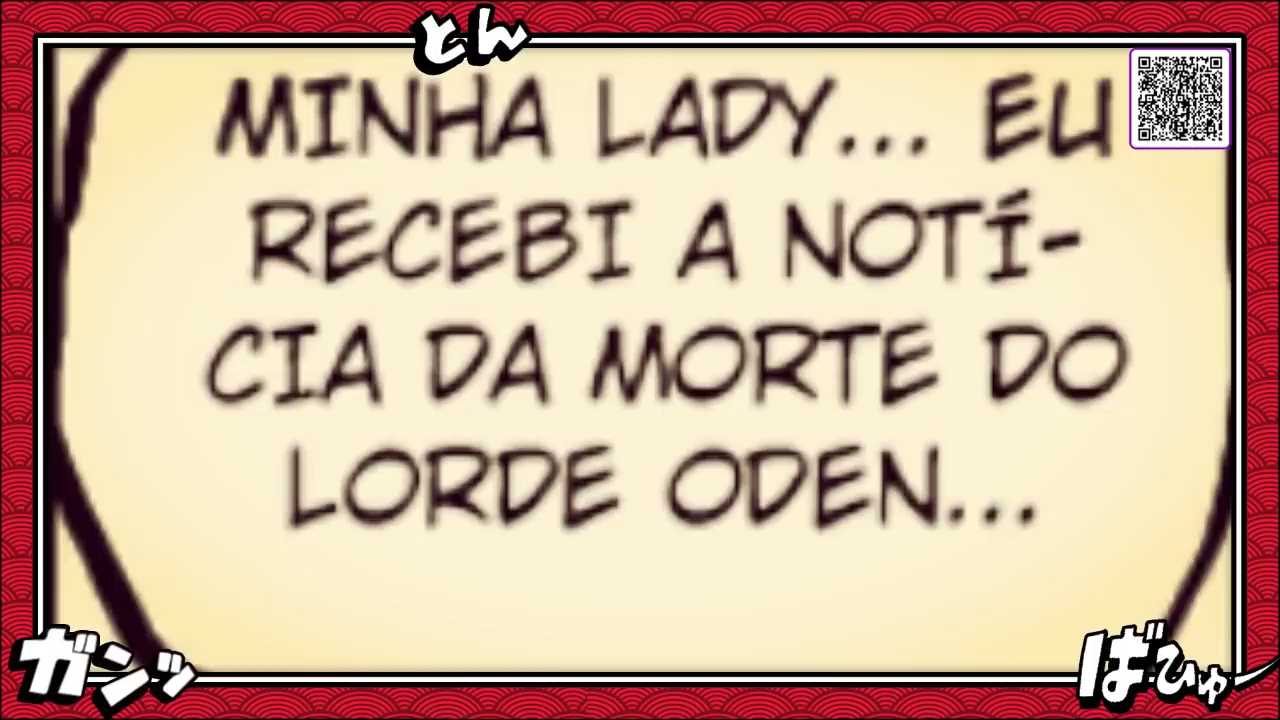 とん
MINHA LADY... EU
RECEBI A NOTÍ-
CIA DA MORTE DO
LORDE ODEN...
ガンッ
ばひゅー